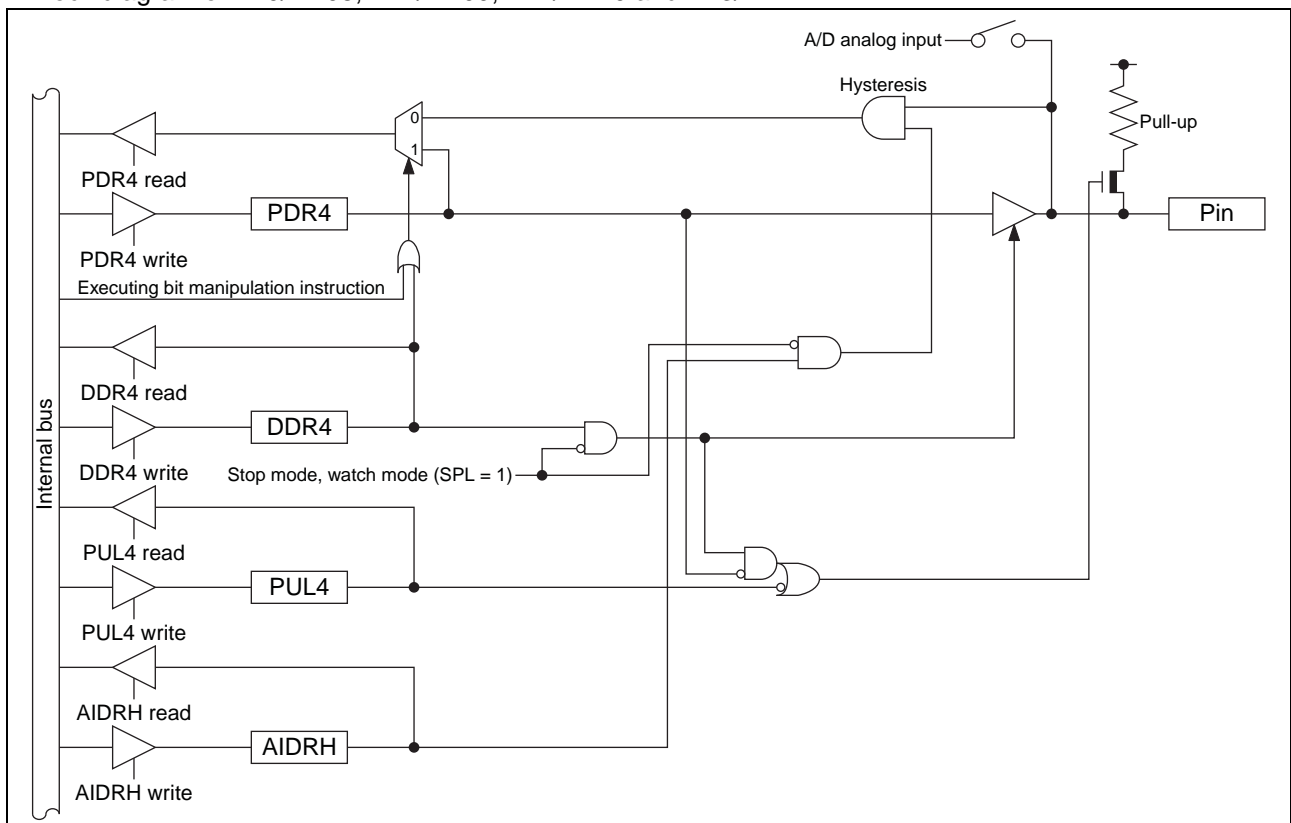 A/D analog input
Hysteresis
Pull-up
0
1
PDR4 read
PDR4
Pin
PDR4 write
Executing bit manipulation instruction
DDR4 read
DDR4
DDR4 write
Stop mode, watch mode (SPL = 1)
Internal bus
PUL4 read
PUL4
PUL4 write
AIDRH read
AIDRH
AIDRH write